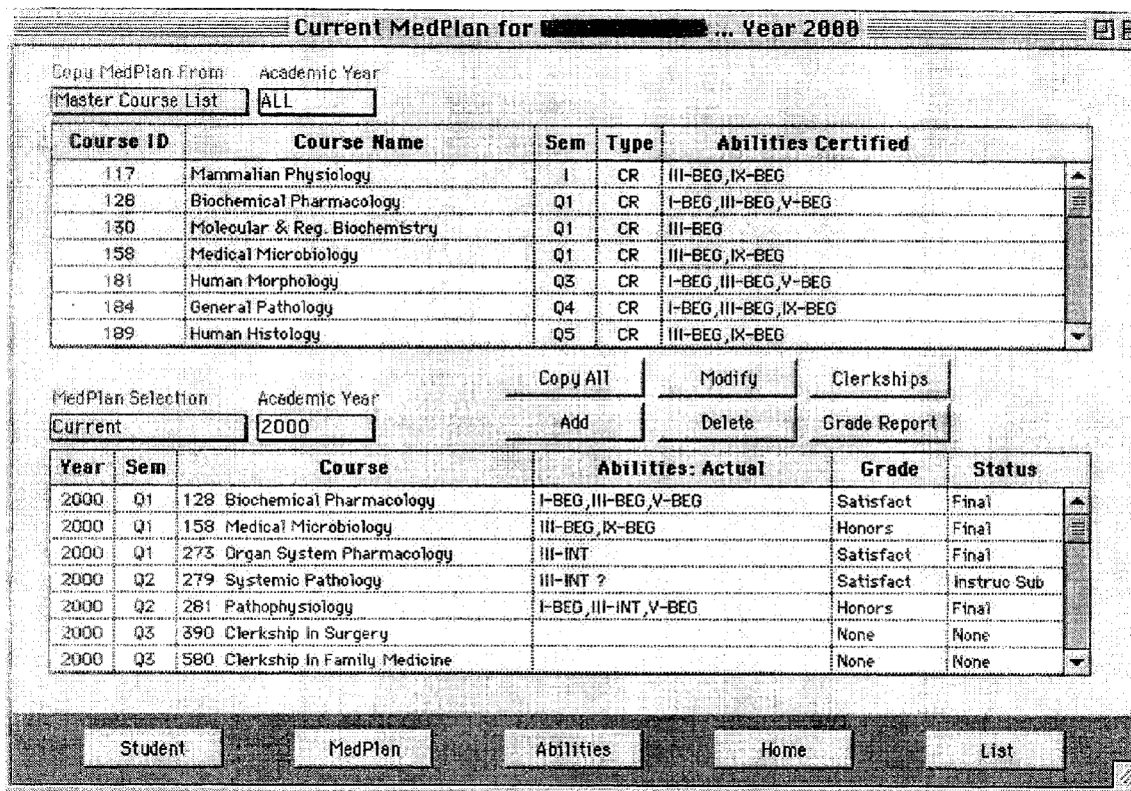 Current MedPlan for ... Year 2000
Copy MedPlan From Academic Year
Master Course List ALL
Course ID Course Name Sem Type Abilities Certified
117 Mammalian Physiology I CR III-BEG,IX-BEG
128 Biochemical Pharmacology Q1 CR I-BEG,III-BEG,V-BEG
130 Molecular & Reg. Biochemistry Q1 CR III-BEG
158 Medical Microbiology Q1 CR III-BEG,IX-BEG
181 Human Morphology Q3 CR I-BEG,III-BEG,V-BEG
184 General Pathology Q4 CR I-BEG,III-BEG,IX-BEG
189 Human Histology Q5 CR III-BEG,IX-BEG
Copy All Modify Clerkships
MedPlan Selection Academic Year
Current 2000 Add Delete Grade Report
Year Sem Course Abilities: Actual Grade Status
2000 Q1 128 Biochemical Pharmacology I-BEG,III-BEG,V-BEG Satisfact Final
2000 Q1 158 Medical Microbiology III-BEG,IX-BEG Honors Final
2000 Q1 273 Organ System Pharmacology III-INT Satisfact Final
2000 Q2 279 Systemic Pathology III-INT ? Satisfact Instruc Sub
2000 Q2 281 Pathophysiology I-BEG,III-INT,V-BEG Honors Final
2000 Q3 390 Clerkship In Surgery None None
2000 Q3 580 Clerkship In Family Medicine None None
Student MedPlan Abilities Home List